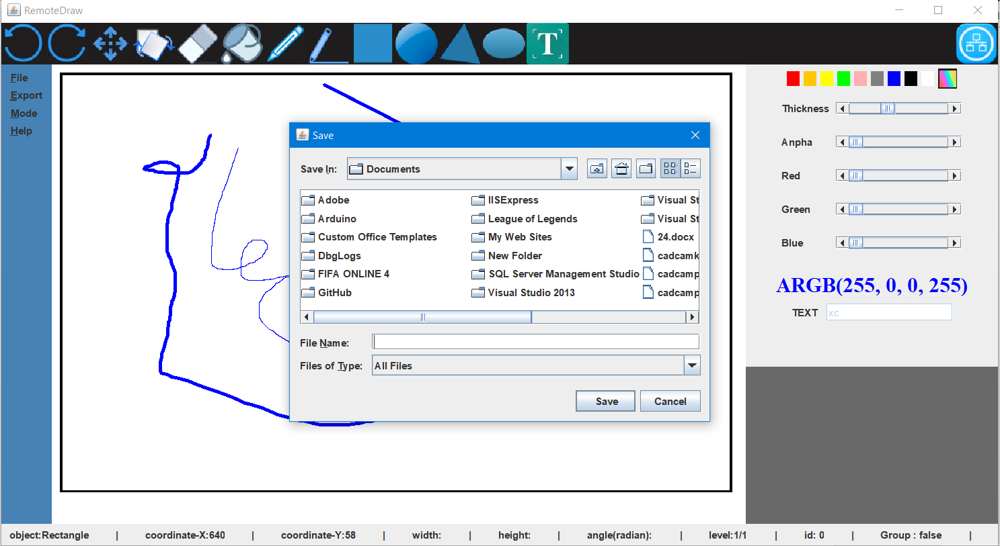 RemoteDraw
T
File
Export
Mode
Help
Save
Save In:
Documents
Adobe
Arduino
Custom Office Templates
DbgLogs
FIFA ONLINE 4
GitHub
IISExpress
League of Legends
My Web Sites
New Folder
SQL Server Management Studio
Visual Studio 2013
Visual St
Visual St
24.docx
cadcamk
cadcamp
cadcamp
File Name:
Files of Type:
All Files
Save
Cancel
Thickness
Anpha
Red
Green
Blue
ARGB(255, 0, 0, 255)
TEXT
xc
object:Rectangle | coordinate-X:640 | coordinate-Y:58 | width: | height: | angle(radian): | level:1/1 | id: 0 | Group : false |